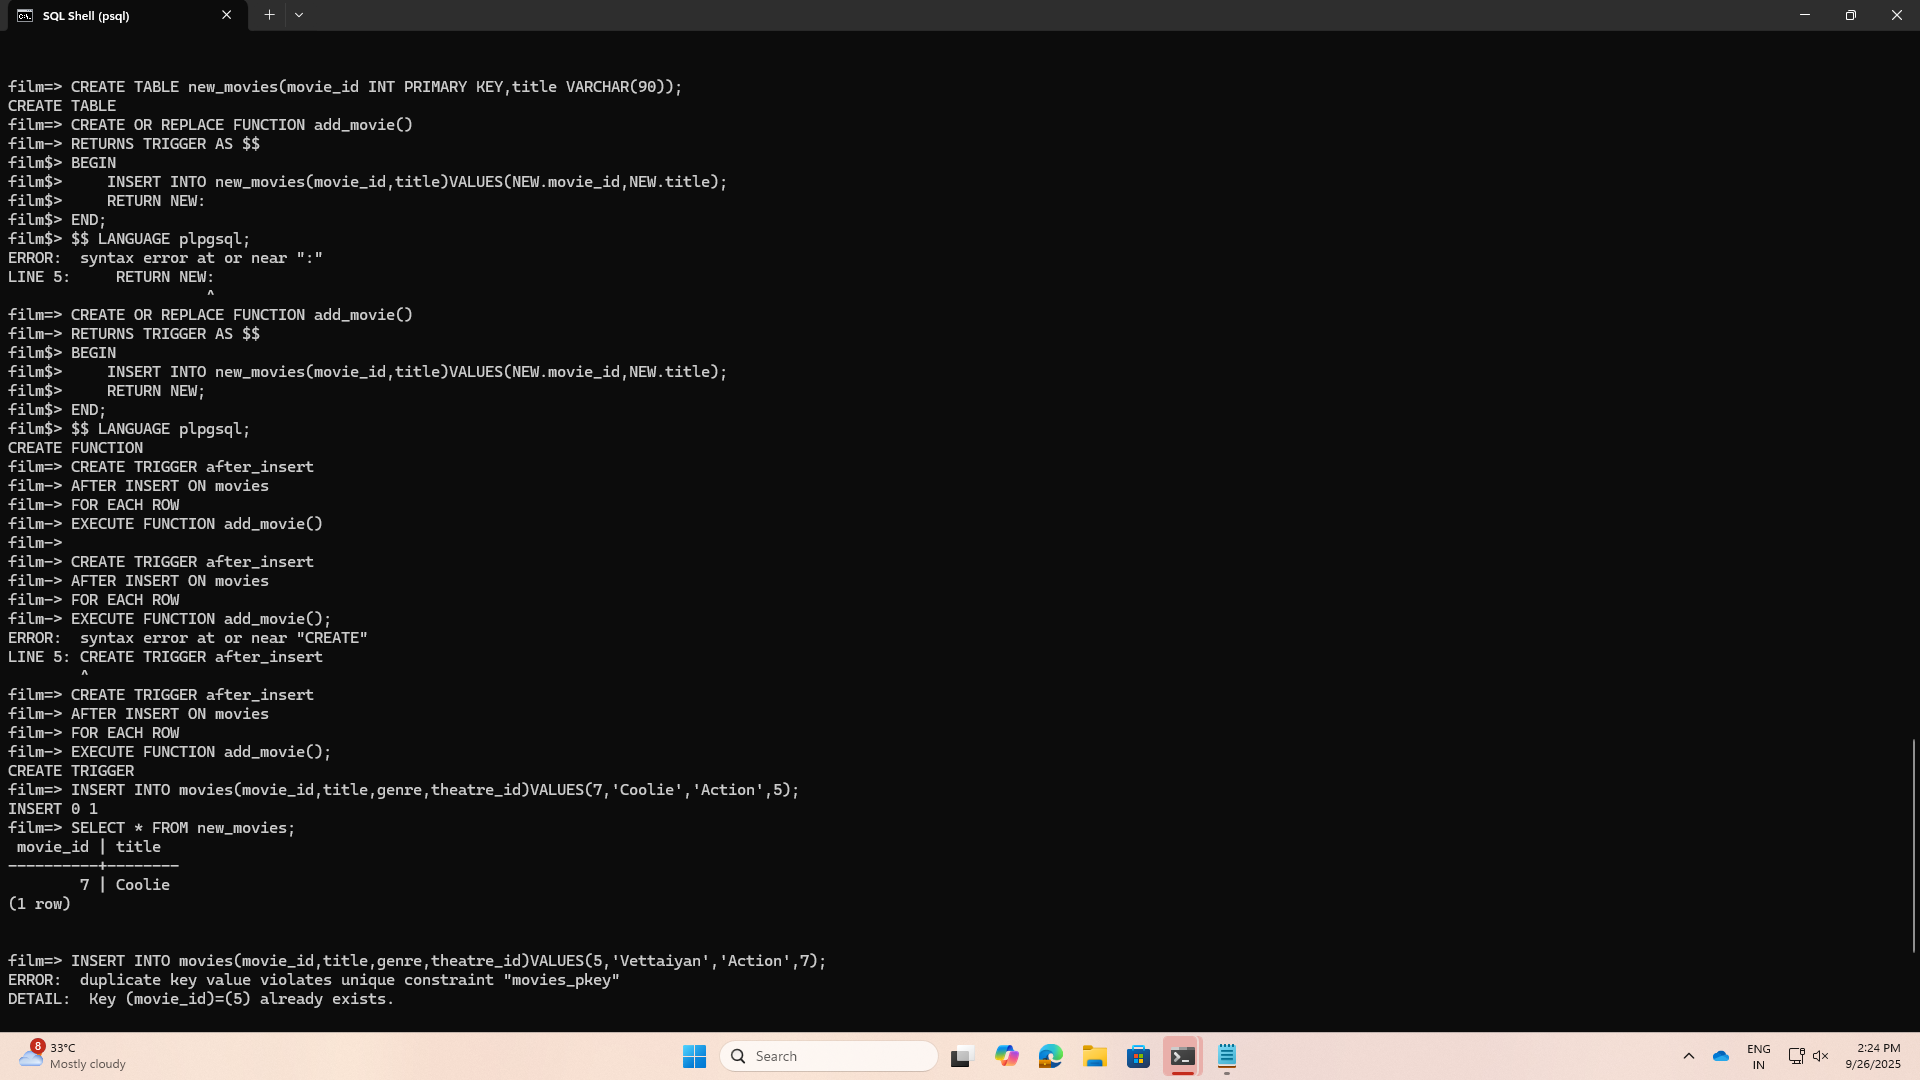 SQL Shell (psql)
film=> CREATE TABLE new_movies(movie_id INT PRIMARY KEY,title VARCHAR(90));
CREATE TABLE
film=> CREATE OR REPLACE FUNCTION add_movie()
film-> RETURNS TRIGGER AS $$
film$> BEGIN
film$>     INSERT INTO new_movies(movie_id,title)VALUES(NEW.movie_id,NEW.title);
film$>     RETURN NEW:
film$> END;
film$> $$ LANGUAGE plpgsql;
ERROR:  syntax error at or near ":"
LINE 5:     RETURN NEW:
                      ^
film=> CREATE OR REPLACE FUNCTION add_movie()
film-> RETURNS TRIGGER AS $$
film$> BEGIN
film$>     INSERT INTO new_movies(movie_id,title)VALUES(NEW.movie_id,NEW.title);
film$>     RETURN NEW;
film$> END;
film$> $$ LANGUAGE plpgsql;
CREATE FUNCTION
film=> CREATE TRIGGER after_insert
film-> AFTER INSERT ON movies
film-> FOR EACH ROW
film-> EXECUTE FUNCTION add_movie()
film->
film-> CREATE TRIGGER after_insert
film-> AFTER INSERT ON movies
film-> FOR EACH ROW
film-> EXECUTE FUNCTION add_movie();
ERROR:  syntax error at or near "CREATE"
LINE 5: CREATE TRIGGER after_insert
        ^
film=> CREATE TRIGGER after_insert
film-> AFTER INSERT ON movies
film-> FOR EACH ROW
film-> EXECUTE FUNCTION add_movie();
CREATE TRIGGER
film=> INSERT INTO movies(movie_id,title,genre,theatre_id)VALUES(7,'Coolie','Action',5);
INSERT 0 1
film=> SELECT * FROM new_movies;
 movie_id | title
----------+--------
        7 | Coolie
(1 row)
film=> INSERT INTO movies(movie_id,title,genre,theatre_id)VALUES(5,'Vettaiyan','Action',7);
ERROR:  duplicate key value violates unique constraint "movies_pkey"
DETAIL:  Key (movie_id)=(5) already exists.
8
33°C
Mostly cloudy
Search
ENG
IN
2:24 PM
9/26/2025